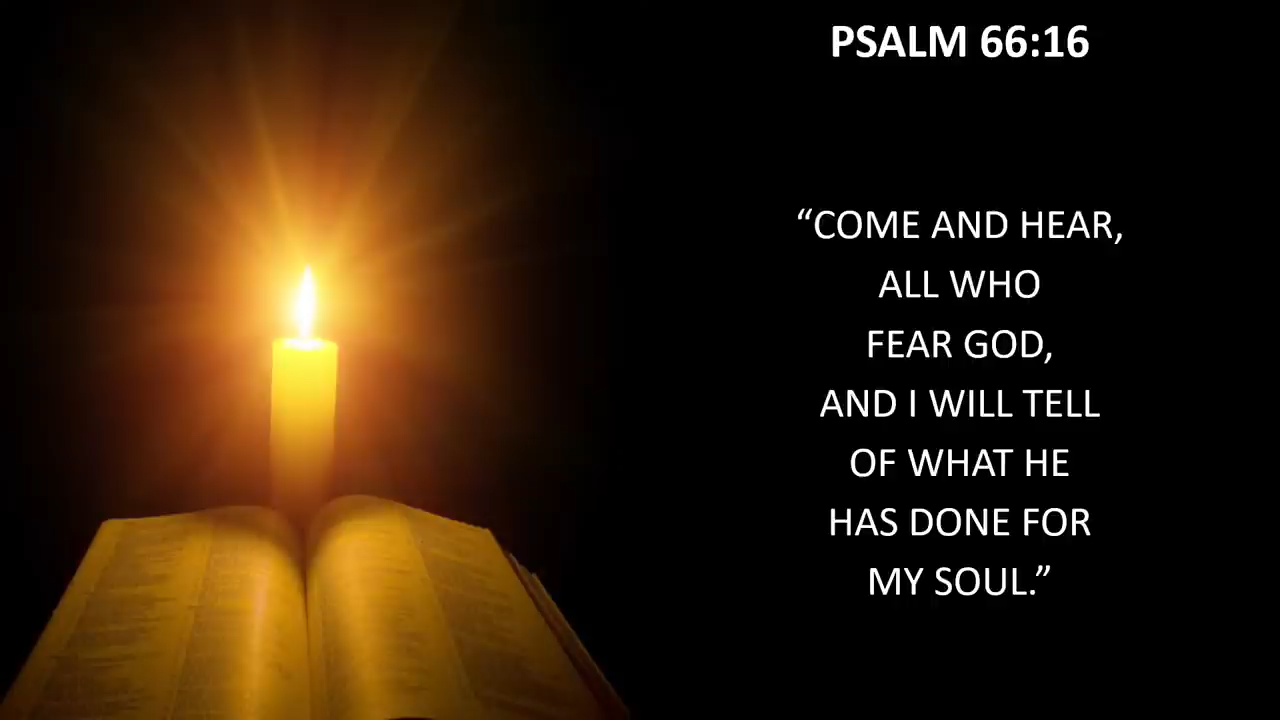 PSALM 66:16
“COME AND HEAR,
ALL WHO
FEAR GOD,
AND I WILL TELL
OF WHAT HE
HAS DONE FOR
MY SOUL.”